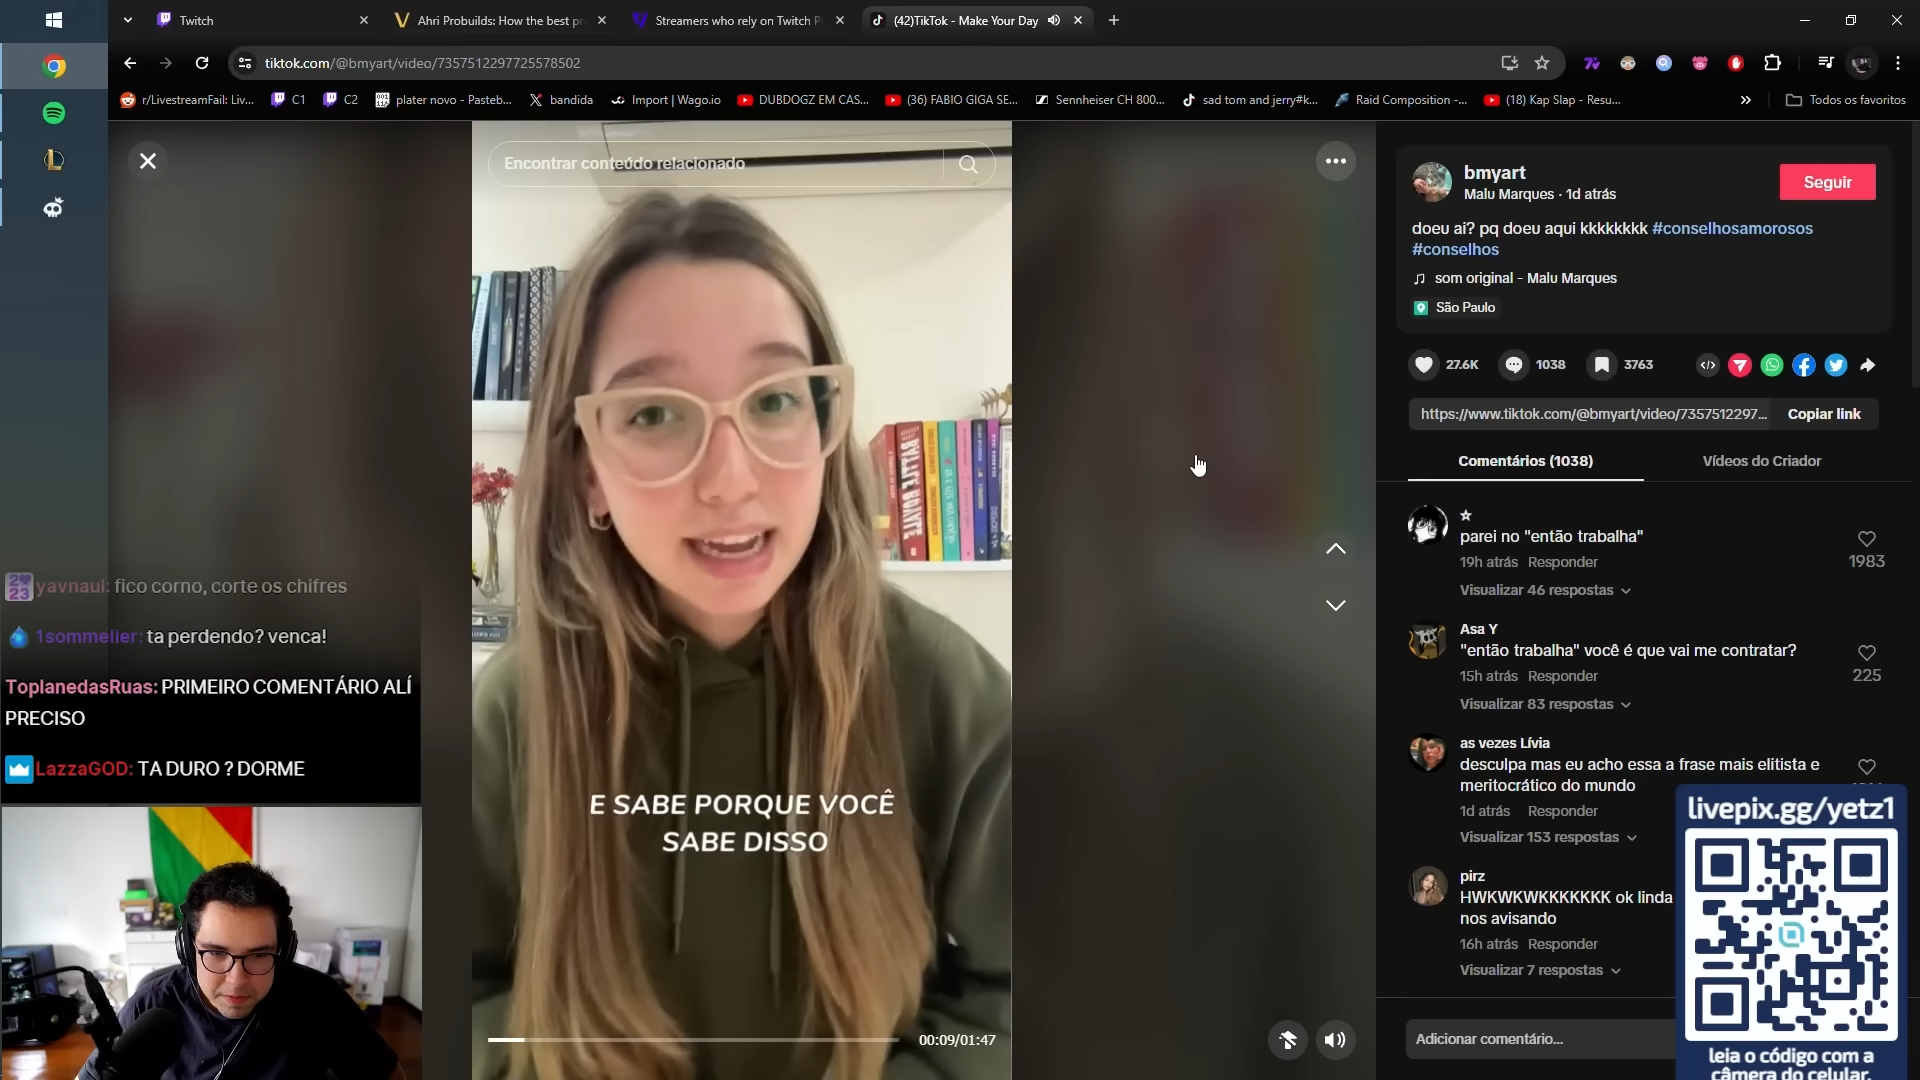 Twitch
Ahri Probuilds: How the best pr
Streamers who rely on Twitch P
(42)TikTok - Make Your Day
tiktok.com/@bmyart/video/7357512297725578502
r/LivestreamFail: Liv...
C1
C2
plater novo - Pasteb...
bandida
Import | Wago.io
DUBDOGZ EM CAS...
(36) FABIO GIGA SE...
Sennheiser CH 800...
sad tom and jerry#k...
Raid Composition -...
(18) Kap Slap - Resu...
Todos os favoritos
Encontrar conteúdo relacionado
bmyart
Malu Marques · 1d atrás
Seguir
doeu ai? pq doeu aqui kkkkkkkk #conselhosamorosos
#conselhos
som original - Malu Marques
São Paulo
27.6K
1038
3763
https://www.tiktok.com/@bmyart/video/7357512297...
Copiar link
Comentários (1038)
Vídeos do Criador
☆
parei no "então trabalha"
19h atrás Responder
1983
Visualizar 46 respostas
Asa Y
"então trabalha" você é que vai me contratar?
15h atrás Responder
225
Visualizar 83 respostas
as vezes Lívia
desculpa mas eu acho essa a frase mais elitista e
meritocrático do mundo
1d atrás Responder
Visualizar 153 respostas
pirz
HWKWKWKKKKKKK ok linda
nos avisando
16h atrás Responder
Visualizar 7 respostas
Adicionar comentário...
2023
yavnaul: fico corno, corte os chifres
1sommelier: ta perdendo? venca!
ToplanedasRuas: PRIMEIRO COMENTÁRIO ALÍ
PRECISO
LazzaGOD: TA DURO ? DORME
E SABE PORQUE VOCÊ
SABE DISSO
00:09/01:47
livepix.gg/yetz1
leia o código com a
câmera do celular.